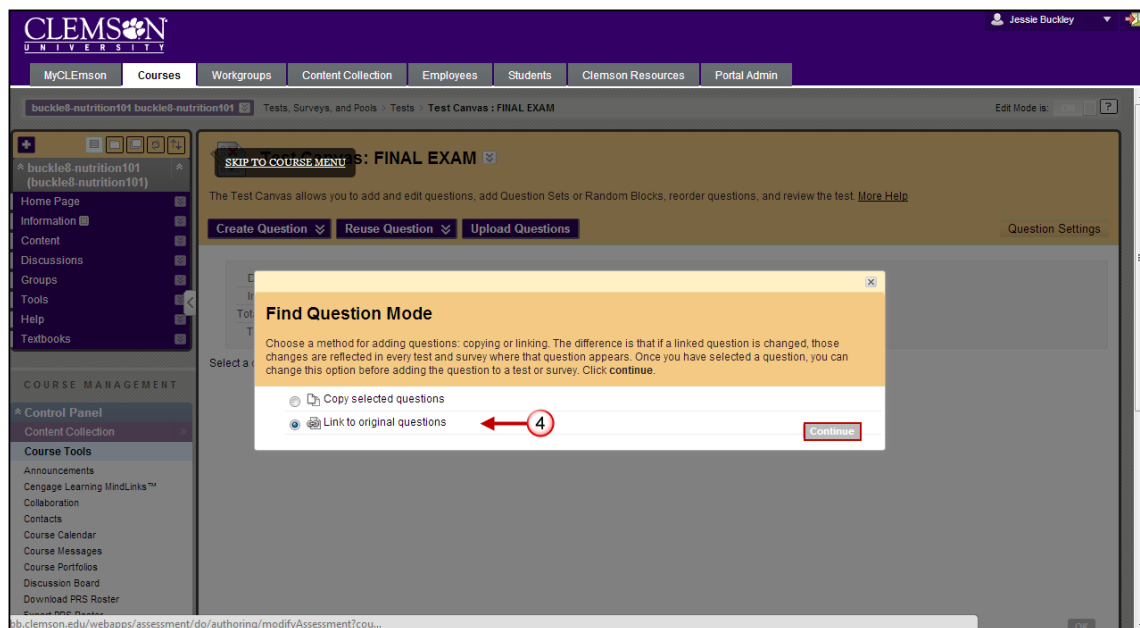 CLEMSON
UNIVERSITY
Jessie Buckley
MyCLEmson Courses Workgroups Content Collection Employees Students Clemson Resources Portal Admin
buckle8-nutrition101 buckle8-nutrition101 Tests, Surveys, and Pools > Tests > Test Canvas : FINAL EXAM
Edit Mode is:
?
SKIP TO COURSE MENU
s: FINAL EXAM
The Test Canvas allows you to add and edit questions, add Question Sets or Random Blocks, reorder questions, and review the test. More Help
Create Question Reuse Question Upload Questions
Question Settings
buckle8-nutrition101
(buckle8-nutrition101)
Home Page
Information
Content
Discussions
Groups
Tools
Help
Textbooks
COURSE MANAGEMENT
Control Panel
Content Collection
Course Tools
Announcements
Cengage Learning MindLinks™
Collaboration
Contacts
Course Calendar
Course Messages
Course Portfolios
Discussion Board
Download PRS Roster
Select a
Find Question Mode
Choose a method for adding questions: copying or linking. The difference is that if a linked question is changed, those
changes are reflected in every test and survey where that question appears. Once you have selected a question, you can
change this option before adding the question to a test or survey. Click continue.
Copy selected questions
Link to original questions
4
Continue
bb.clemson.edu/webapps/assessment/do/authoring/modifyAssessment?cou...
OK